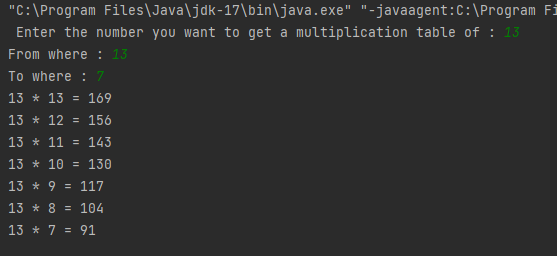 "C:\Program Files\Java\jdk-17\bin\java.exe" "-javaagent:C:\Program Fi
Enter the number you want to get a multiplication table of : 13
From where : 13
To where : 7
13 * 13 = 169
13 * 12 = 156
13 * 11 = 143
13 * 10 = 130
13 * 9 = 117
13 * 8 = 104
13 * 7 = 91